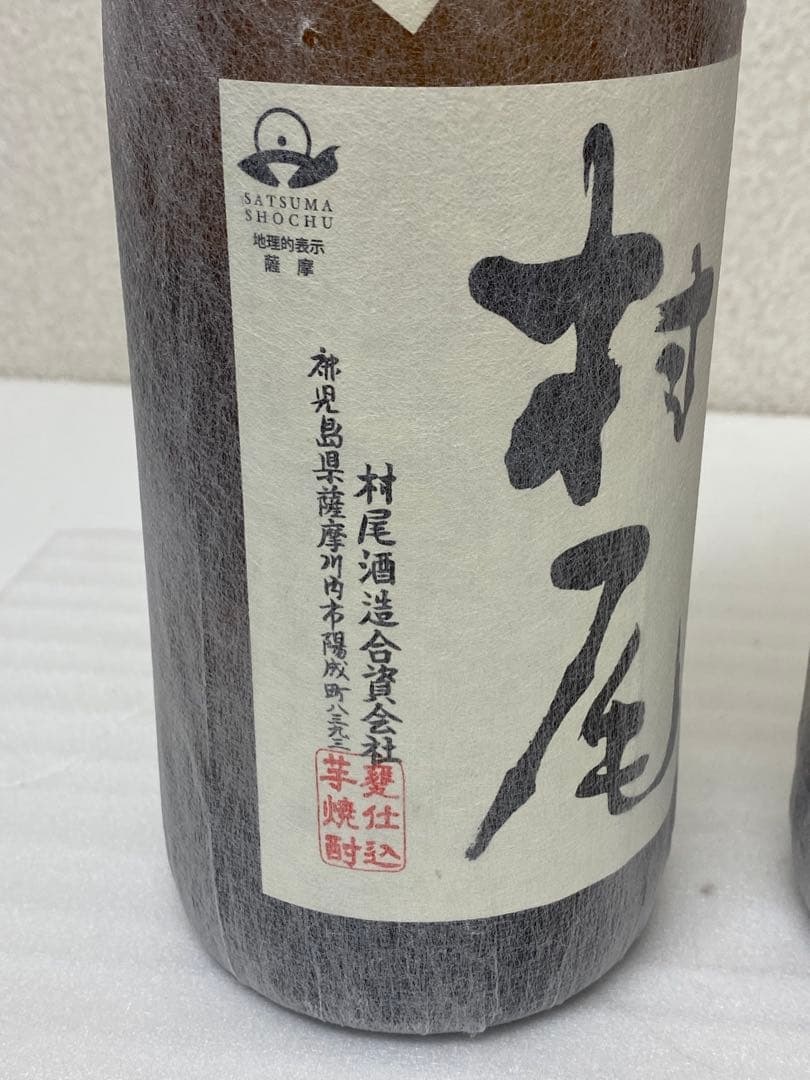 SATSUMA
SHOCHU
地理的表示
薩摩
村尾
村尾酒造合資会社
鹿児島県薩摩川内市陽成町八三九三
甕仕込
芋焼酎